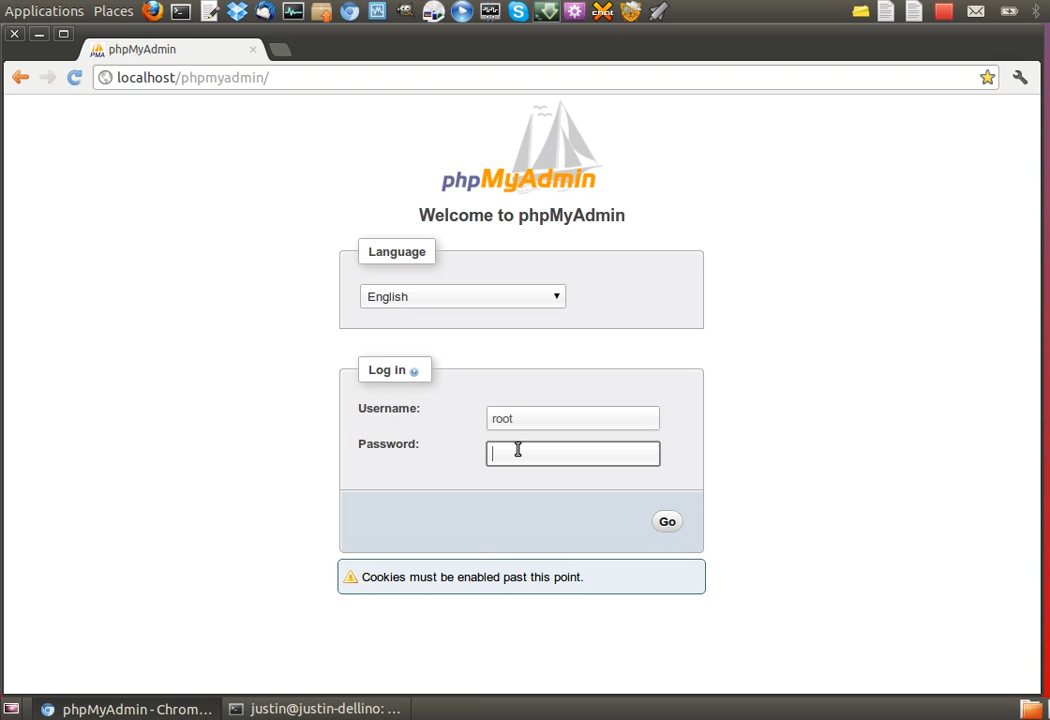 Applications Places
phpMyAdmin
localhost/phpmyadmin/
phpMyAdmin
Welcome to phpMyAdmin
Language
English
Log in
Username:
root
Password:
Go
Cookies must be enabled past this point.
phpMyAdmin - Chrom... justin@justin-dellino: ...